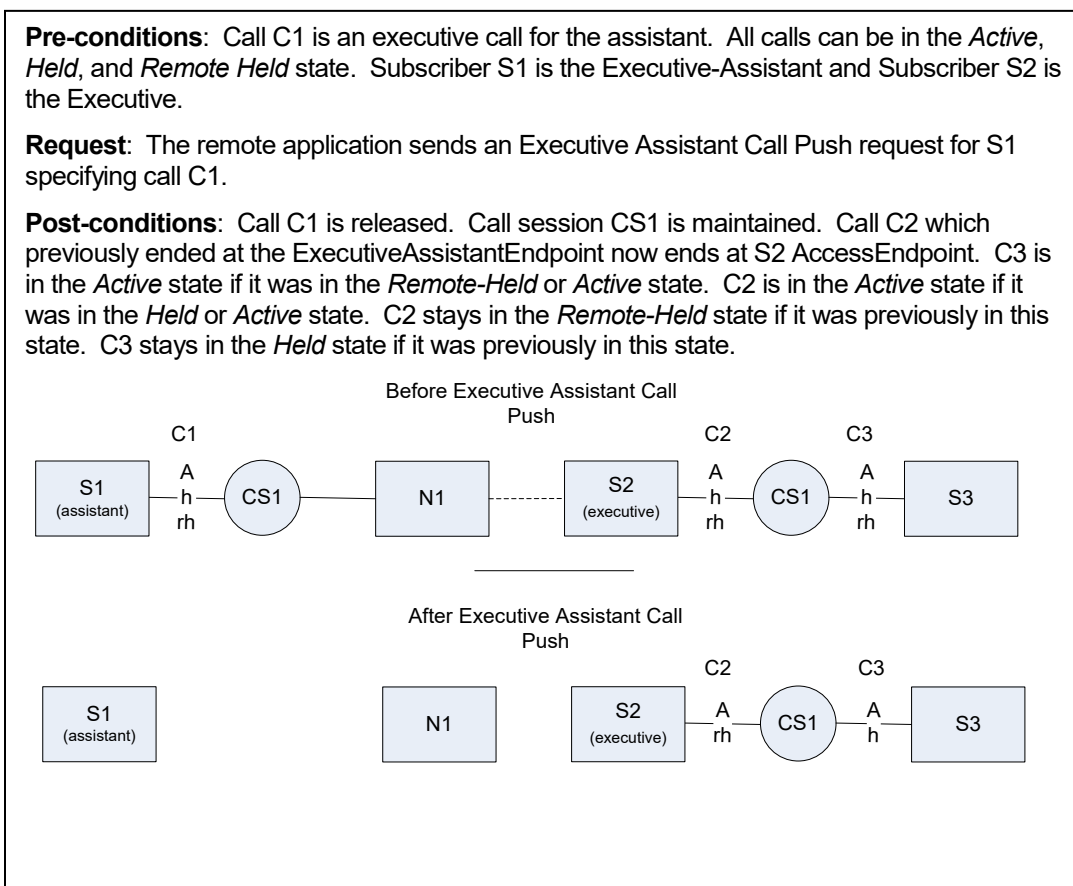 Pre-conditions:  Call C1 is an executive call for the assistant.  All calls can be in the Active,
Held, and Remote Held state.  Subscriber S1 is the Executive-Assistant and Subscriber S2 is
the Executive.
Request:  The remote application sends an Executive Assistant Call Push request for S1
specifying call C1.
Post-conditions:  Call C1 is released.  Call session CS1 is maintained.  Call C2 which
previously ended at the ExecutiveAssistantEndpoint now ends at S2 AccessEndpoint.  C3 is
in the Active state if it was in the Remote-Held or Active state.  C2 is in the Active state if it
was in the Held or Active state.  C2 stays in the Remote-Held state if it was previously in this
state.  C3 stays in the Held state if it was previously in this state.
Before Executive Assistant Call
Push
C1
C2
C3
S1
(assistant)
A
h
rh
CS1
N1
S2
(executive)
A
h
rh
CS1
A
h
rh
S3
After Executive Assistant Call
Push
C2
C3
S1
(assistant)
N1
S2
(executive)
A
rh
CS1
A
h
S3